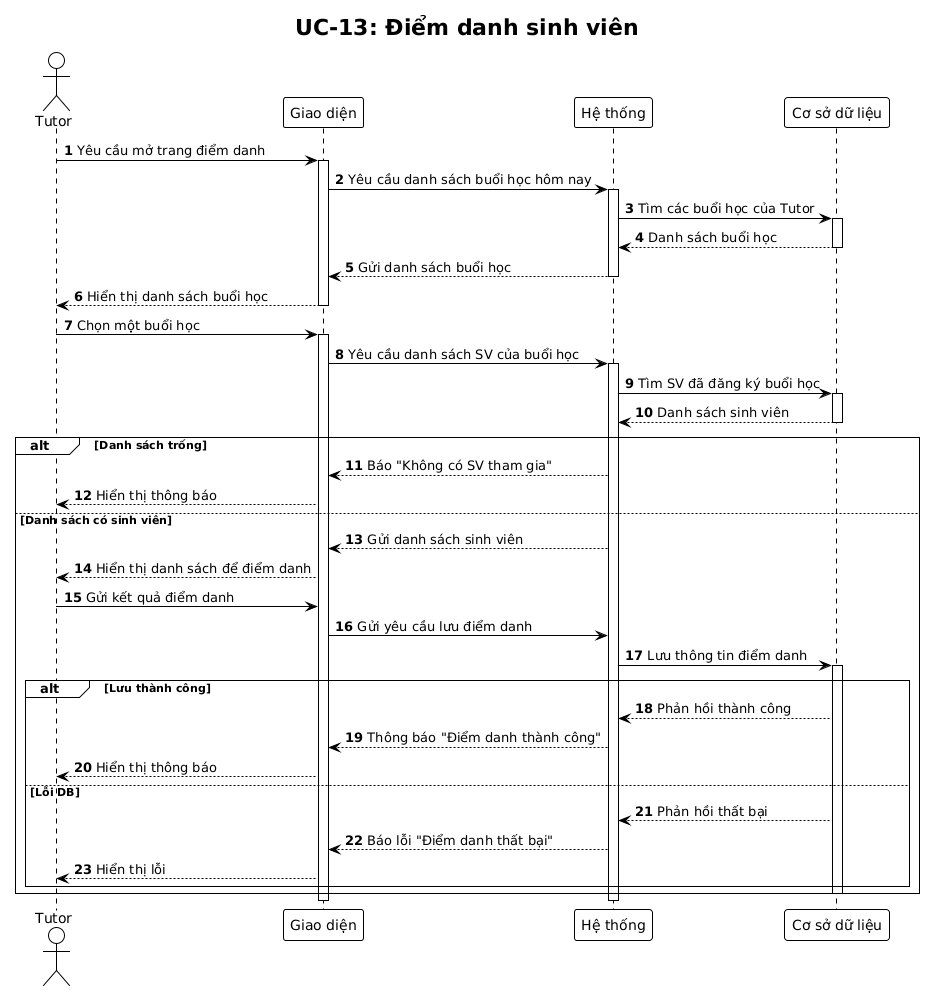 UC-13: Điểm danh sinh viên
Tutor
Giao diện
Hệ thống
Cơ sở dữ liệu
1 Yêu cầu mở trang điểm danh
2 Yêu cầu danh sách buổi học hôm nay
3 Tìm các buổi học của Tutor
4 Danh sách buổi học
5 Gửi danh sách buổi học
6 Hiển thị danh sách buổi học
7 Chọn một buổi học
8 Yêu cầu danh sách SV của buổi học
9 Tìm SV đã đăng ký buổi học
10 Danh sách sinh viên
alt [Danh sách trống]
11 Báo "Không có SV tham gia"
12 Hiển thị thông báo
[Danh sách có sinh viên]
13 Gửi danh sách sinh viên
14 Hiển thị danh sách để điểm danh
15 Gửi kết quả điểm danh
16 Gửi yêu cầu lưu điểm danh
17 Lưu thông tin điểm danh
alt [Lưu thành công]
18 Phản hồi thành công
19 Thông báo "Điểm danh thành công"
20 Hiển thị thông báo
[Lỗi DB]
21 Phản hồi thất bại
22 Báo lỗi "Điểm danh thất bại"
23 Hiển thị lỗi
Tutor
Giao diện
Hệ thống
Cơ sở dữ liệu